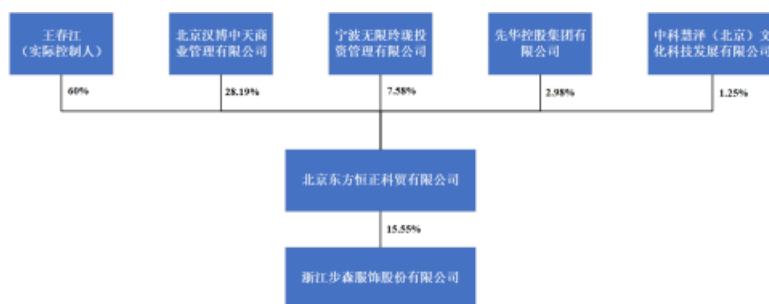 王春江
（实际控制人）
北京汉博中天商
业管理有限公司
宁波无限玲珑投
资管理有限公司
先华控股集团有
限公司
中科慧泽（北京）文
化科技发展有限公司
60%
28.19%
7.58%
2.98%
1.25%
北京东方恒正科贸有限公司
15.55%
浙江步森服饰股份有限公司